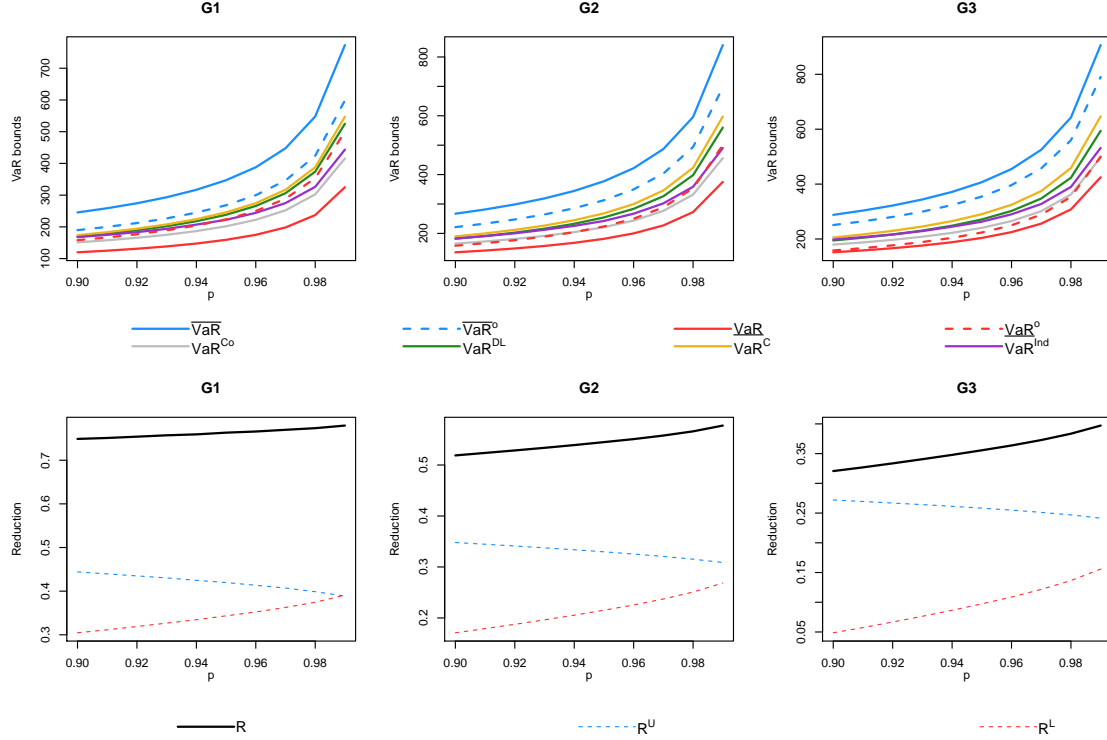 G1 G2 G3
VaR bounds
100 200 300 400 500 600 700
0.90 0.92 0.94 0.96 0.98
p
VaR bounds
200 400 600 800
0.90 0.92 0.94 0.96 0.98
p
VaR bounds
200 400 600 800
0.90 0.92 0.94 0.96 0.98
p
VaR VaR^o VaR VaR^o
VaR^Co VaR^DL VaR^C VaR^Ind
G1 G2 G3
Reduction
0.3 0.4 0.5 0.6 0.7
0.90 0.92 0.94 0.96 0.98
p
Reduction
0.2 0.3 0.4 0.5
0.90 0.92 0.94 0.96 0.98
p
Reduction
0.05 0.15 0.25 0.35
0.90 0.92 0.94 0.96 0.98
p
R R^U R^L